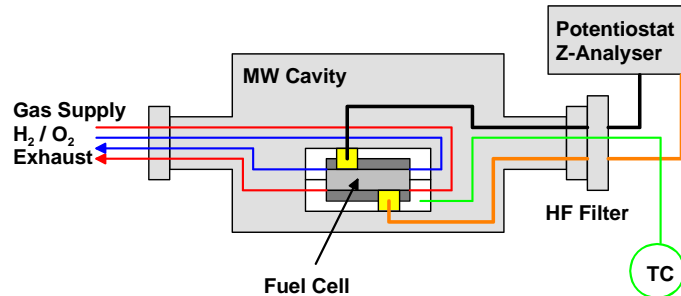 Potentiostat
Z-Analyser
MW Cavity
Gas Supply
H₂ / O₂
Exhaust
HF Filter
TC
Fuel Cell